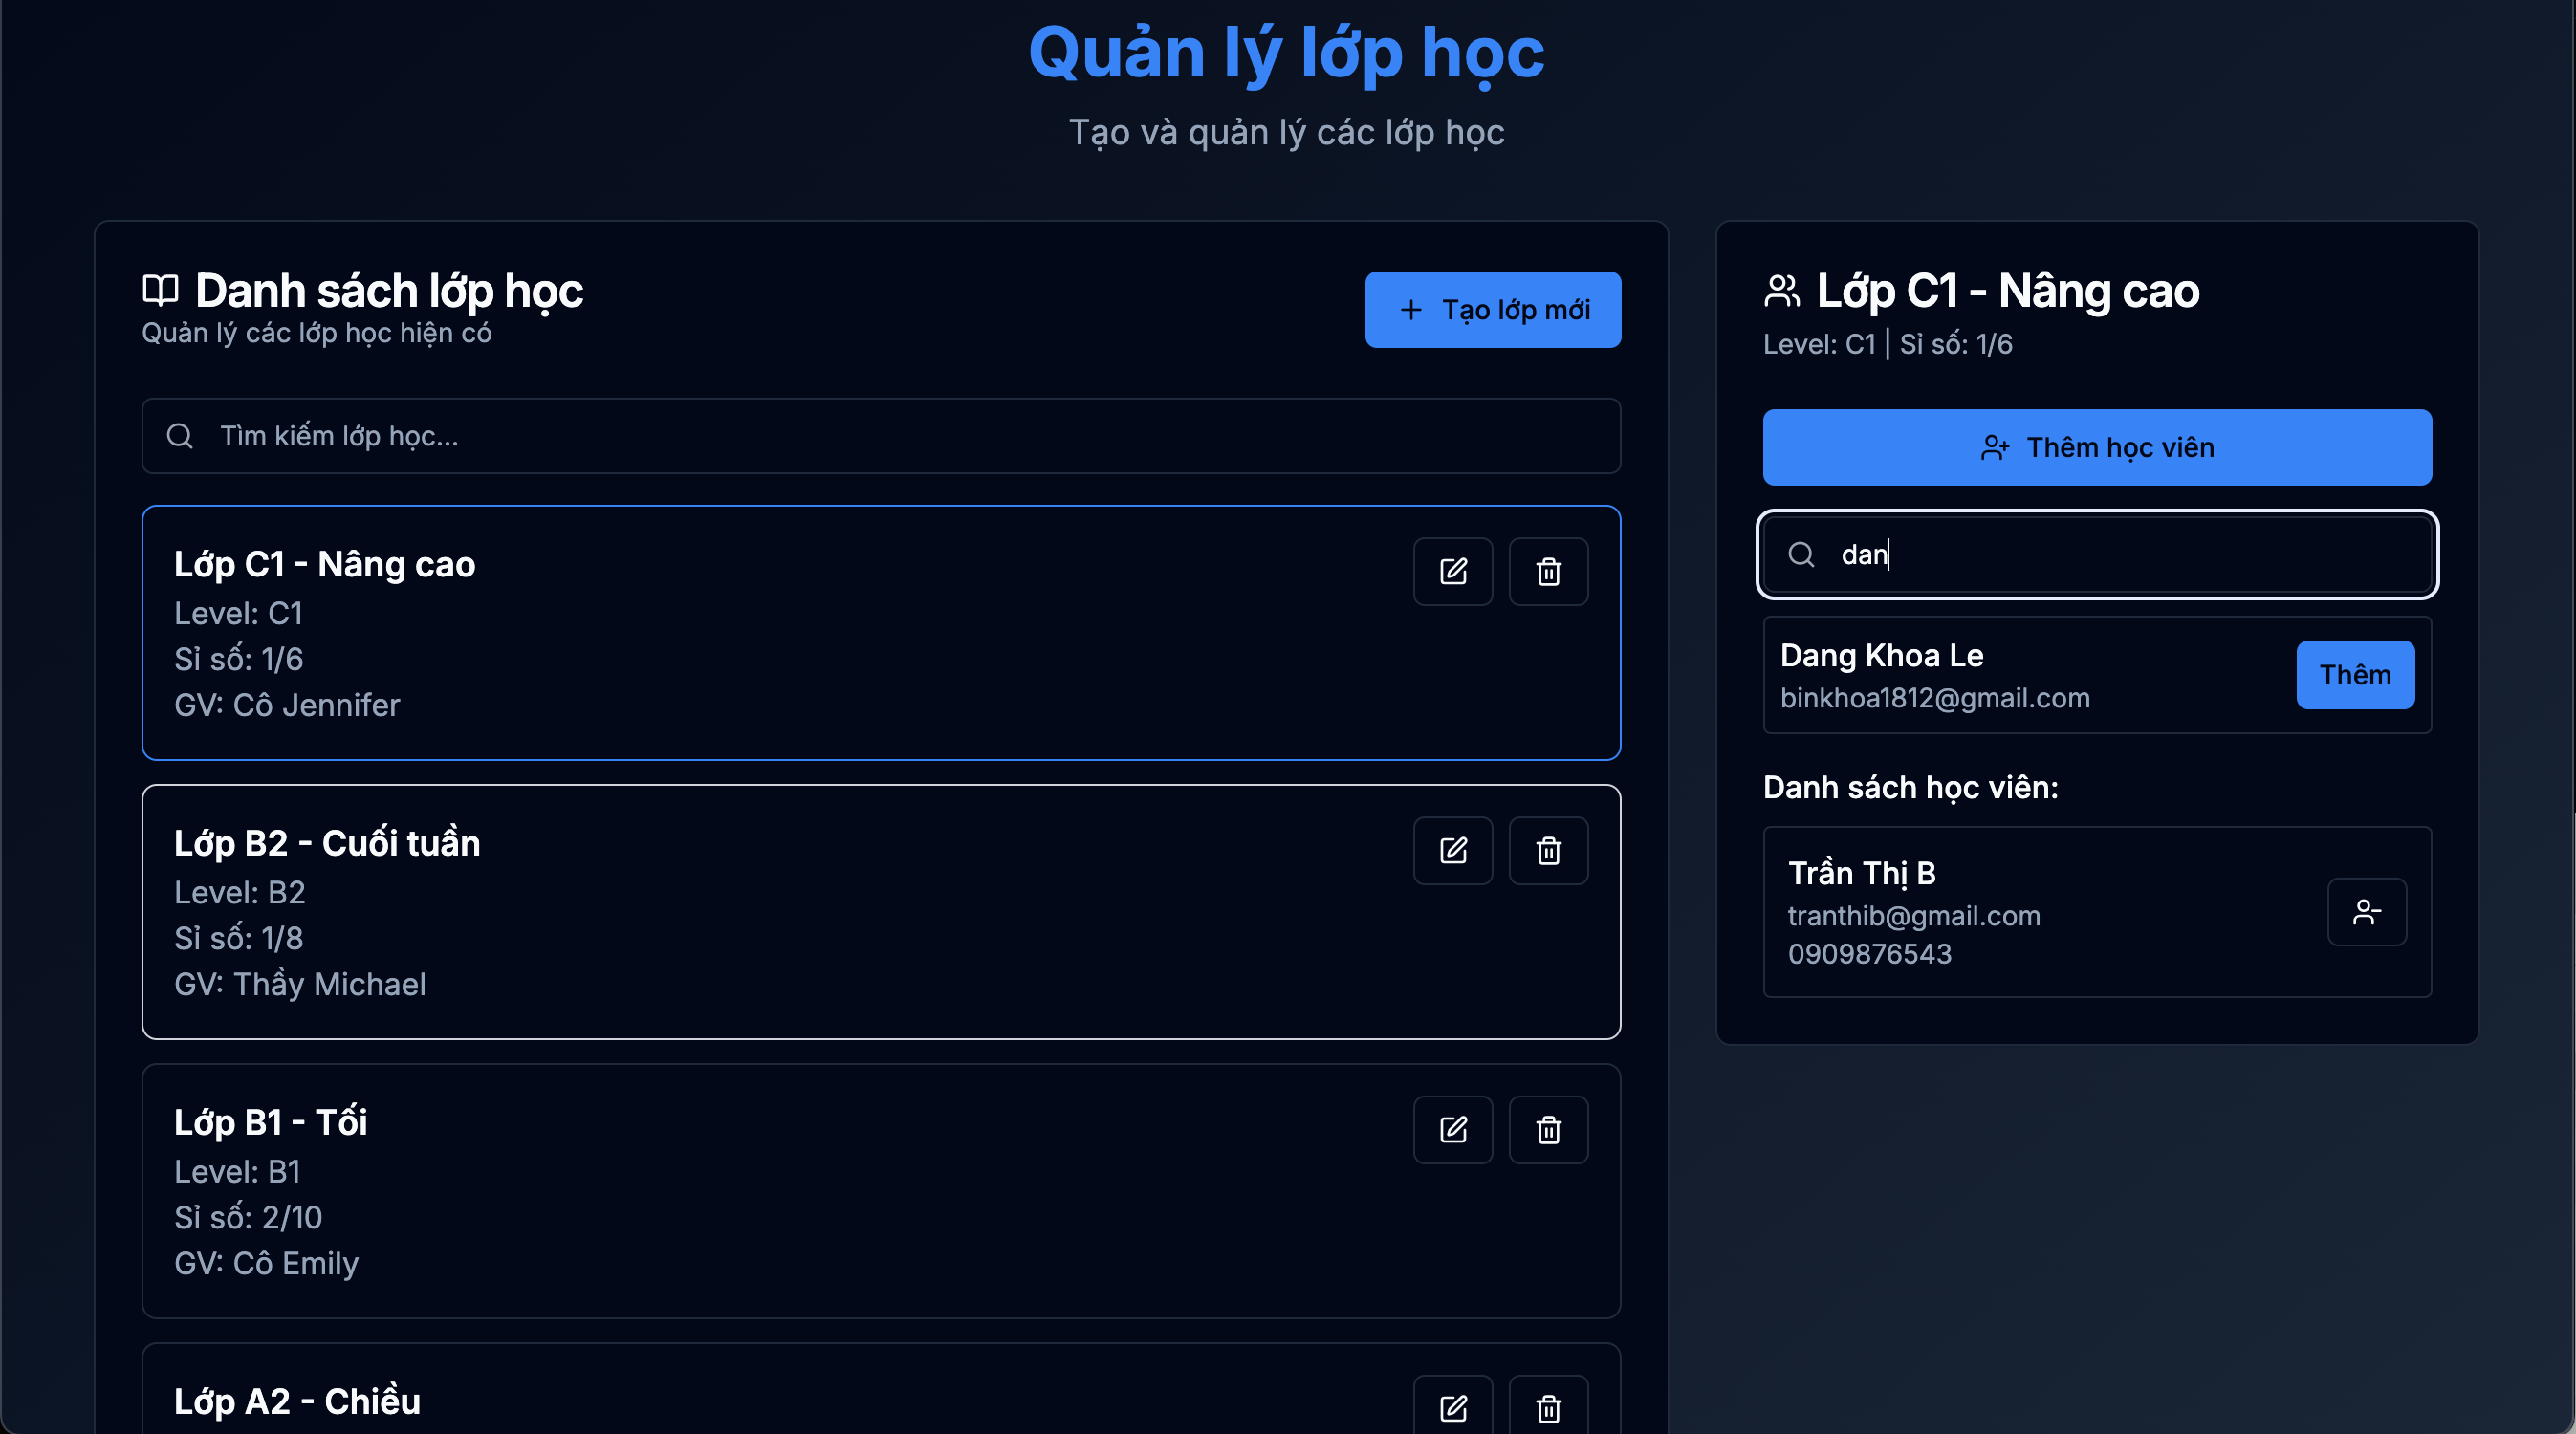 Quản lý lớp học
Tạo và quản lý các lớp học
Danh sách lớp học
Quản lý các lớp học hiện có
Tạo lớp mới
Tìm kiếm lớp học...
Lớp C1 - Nâng cao
Level: C1
Sỉ số: 1/6
GV: Cô Jennifer
Lớp B2 - Cuối tuần
Level: B2
Sỉ số: 1/8
GV: Thầy Michael
Lớp B1 - Tối
Level: B1
Sỉ số: 2/10
GV: Cô Emily
Lớp A2 - Chiều
Lớp C1 - Nâng cao
Level: C1 | Sỉ số: 1/6
Thêm học viên
dan
Dang Khoa Le
binkhoa1812@gmail.com
Thêm
Danh sách học viên:
Trần Thị B
tranthib@gmail.com
0909876543